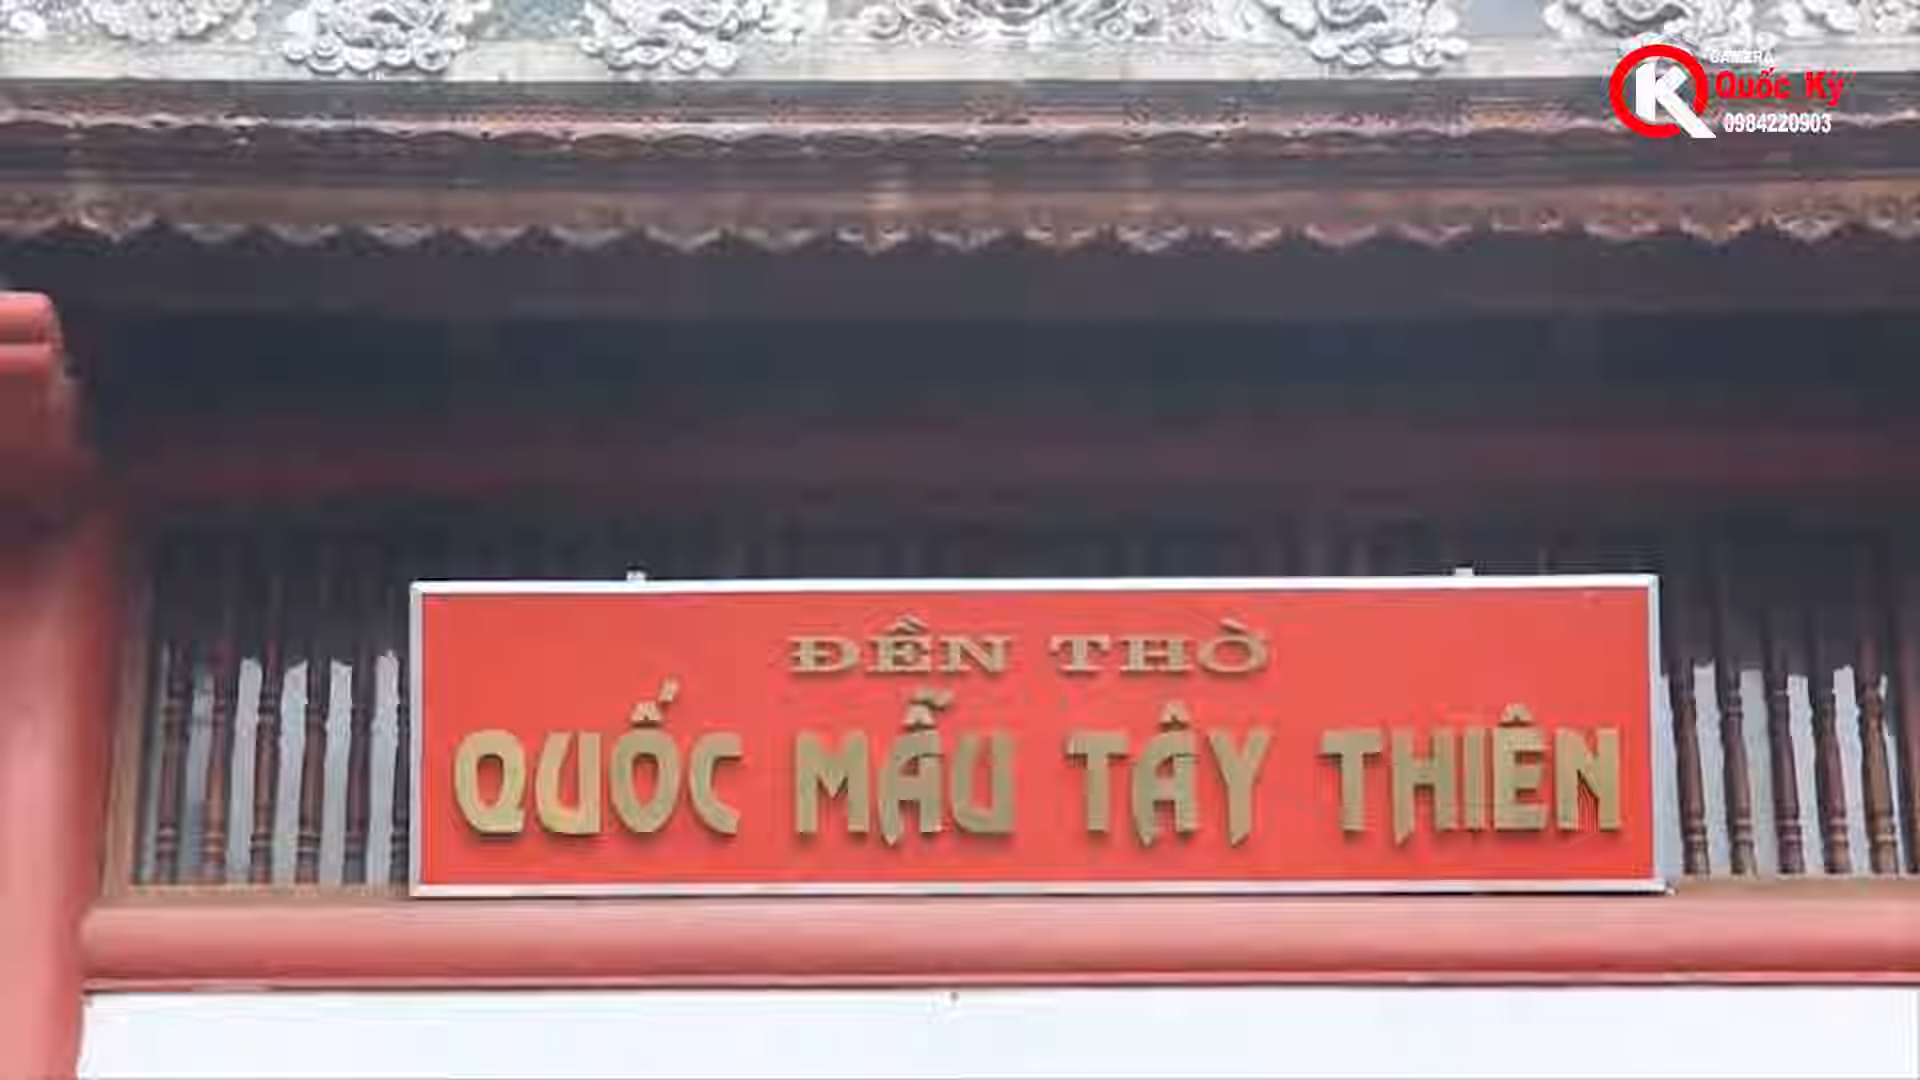 CAMERA
Quốc Kỳ
0984220903
ĐỀN THỜ
QUỐC MẪU TÂY THIÊN